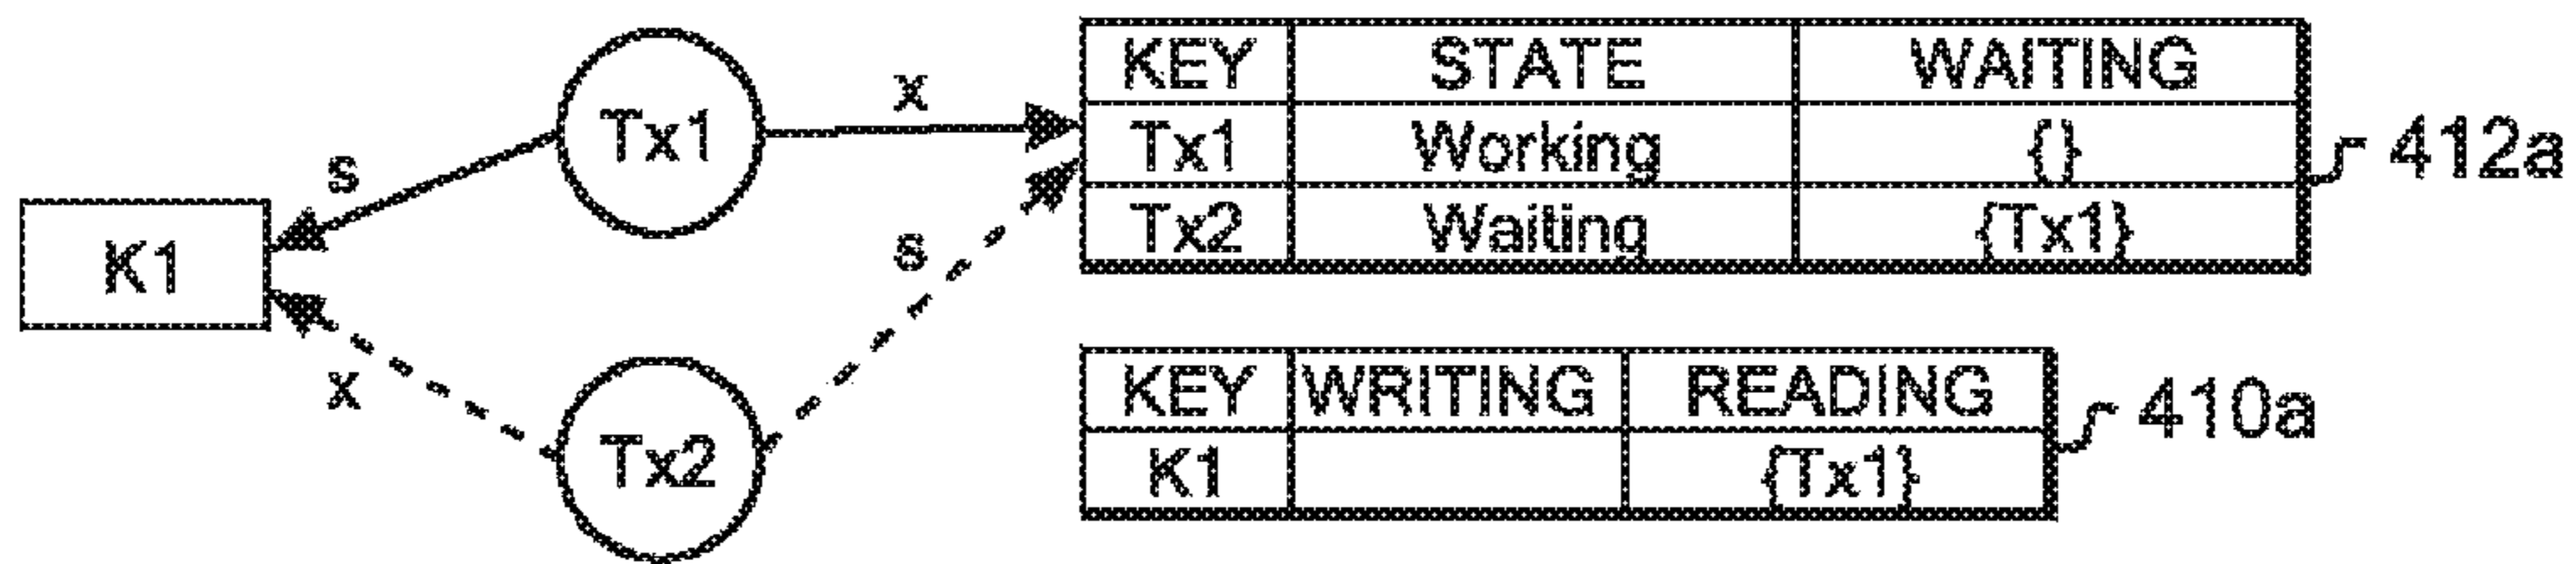 KEY STATE WAITING
Tx1 Working {}
Tx2 Waiting {Tx1}
412a
Tx1
x
s
K1
s
x
Tx2
KEY WRITING READING
K1 {Tx1}
410a